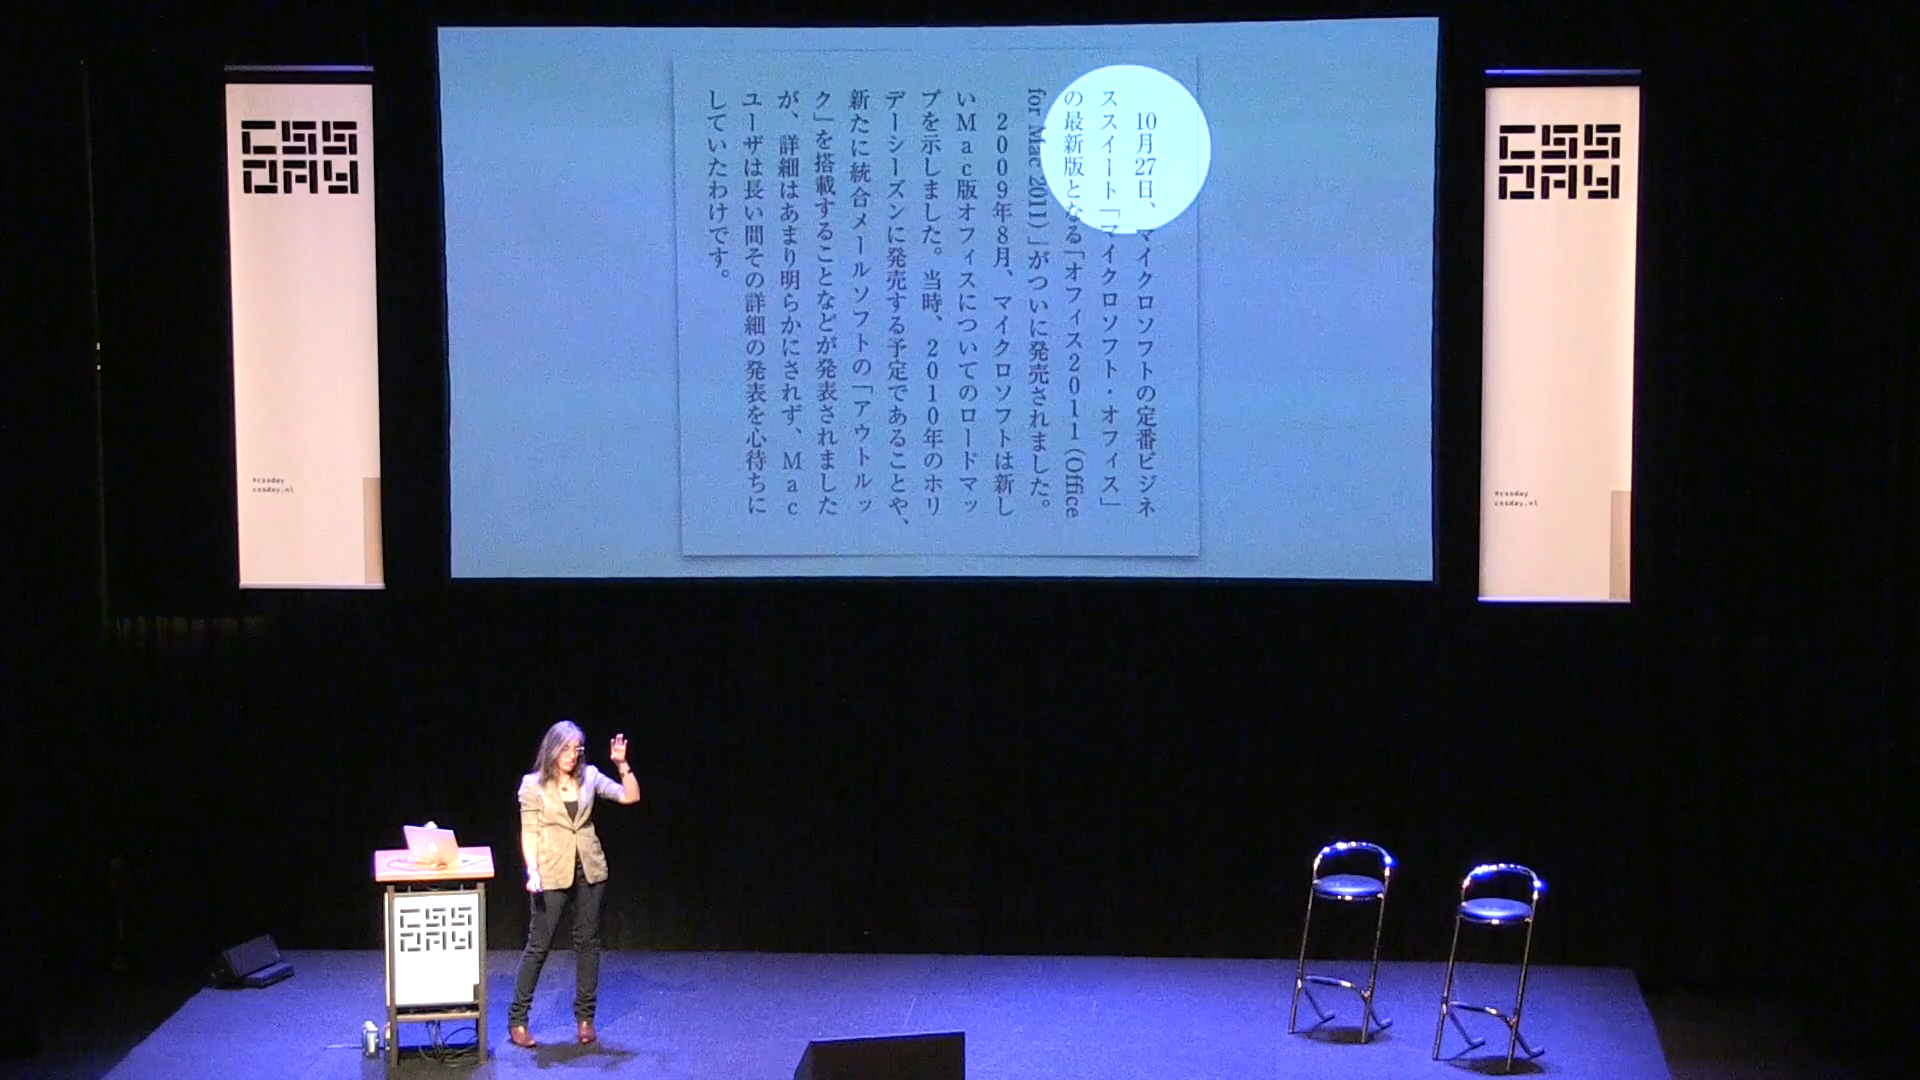 CSS
DAY
#cssday
cssday.nl
　10月27日、マイクロソフトの定番ビジネ
ススイート「マイクロソフト・オフィス」
の最新版となる「オフィス2011（Office
for Mac 2011）」がついに発売されました。
　2009年8月、マイクロソフトは新し
いMac版オフィスについてのロードマッ
プを示しました。当時、2010年のホリ
デーシーズンに発売する予定であることや、
新たに統合メールソフトの「アウトルッ
ク」を搭載することなどが発表されました
が、詳細はあまり明らかにされず、Mac
ユーザは長い間その詳細の発表を心待ちに
していたわけです。
CSS
DAY
#cssday
cssday.nl
CSS
DAY